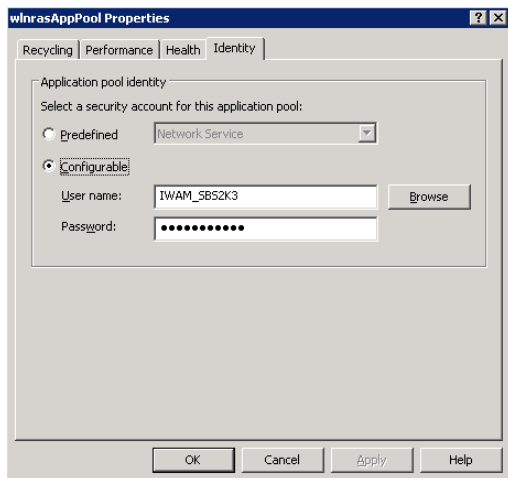 wlnrasAppPool Properties
Recycling Performance Health Identity
Application pool identity
Select a security account for this application pool:
Predefined Network Service
Configurable
User name: IWAM_SBS2K3 Browse
Password: ●●●●●●●●●●●
OK Cancel Apply Help